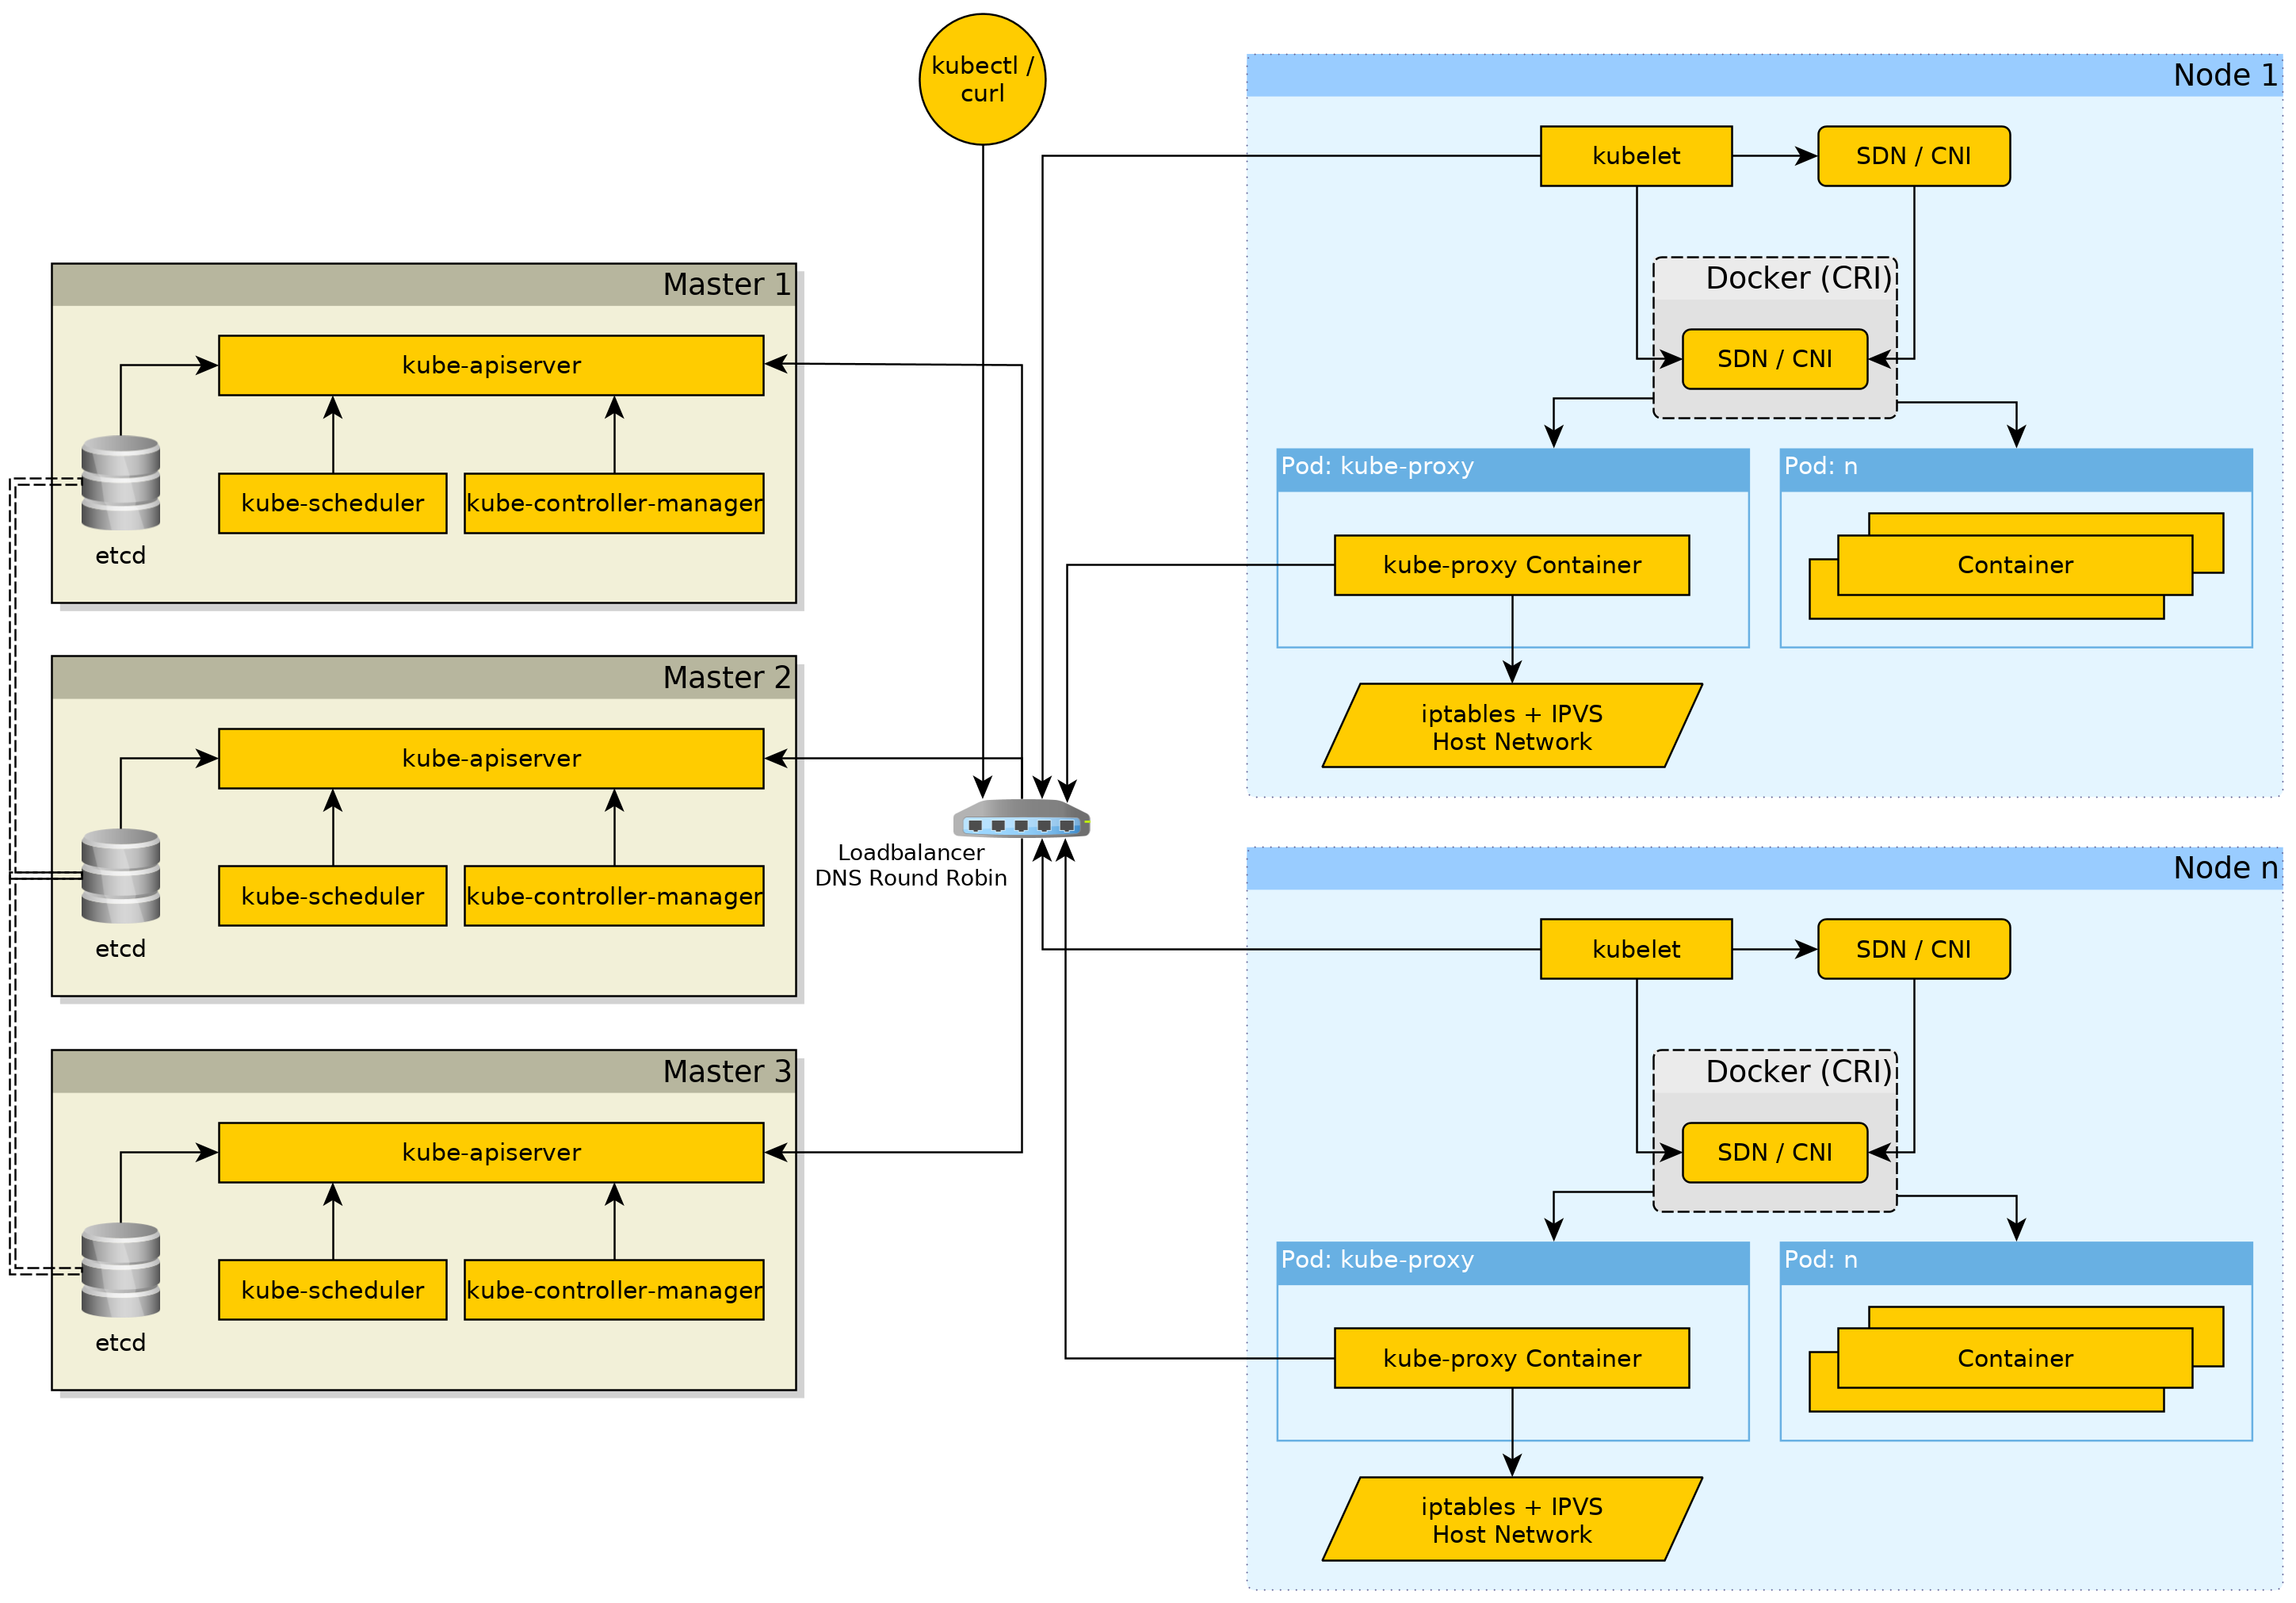 kubectl /
curl
Master 1
kube-apiserver
kube-scheduler
kube-controller-manager
etcd
Master 2
kube-apiserver
kube-scheduler
kube-controller-manager
etcd
Master 3
kube-apiserver
kube-scheduler
kube-controller-manager
etcd
Loadbalancer
DNS Round Robin
Node 1
kubelet
SDN / CNI
Docker (CRI)
SDN / CNI
Pod: kube-proxy
kube-proxy Container
Pod: n
Container
iptables + IPVS
Host Network
Node n
kubelet
SDN / CNI
Docker (CRI)
SDN / CNI
Pod: kube-proxy
kube-proxy Container
Pod: n
Container
iptables + IPVS
Host Network